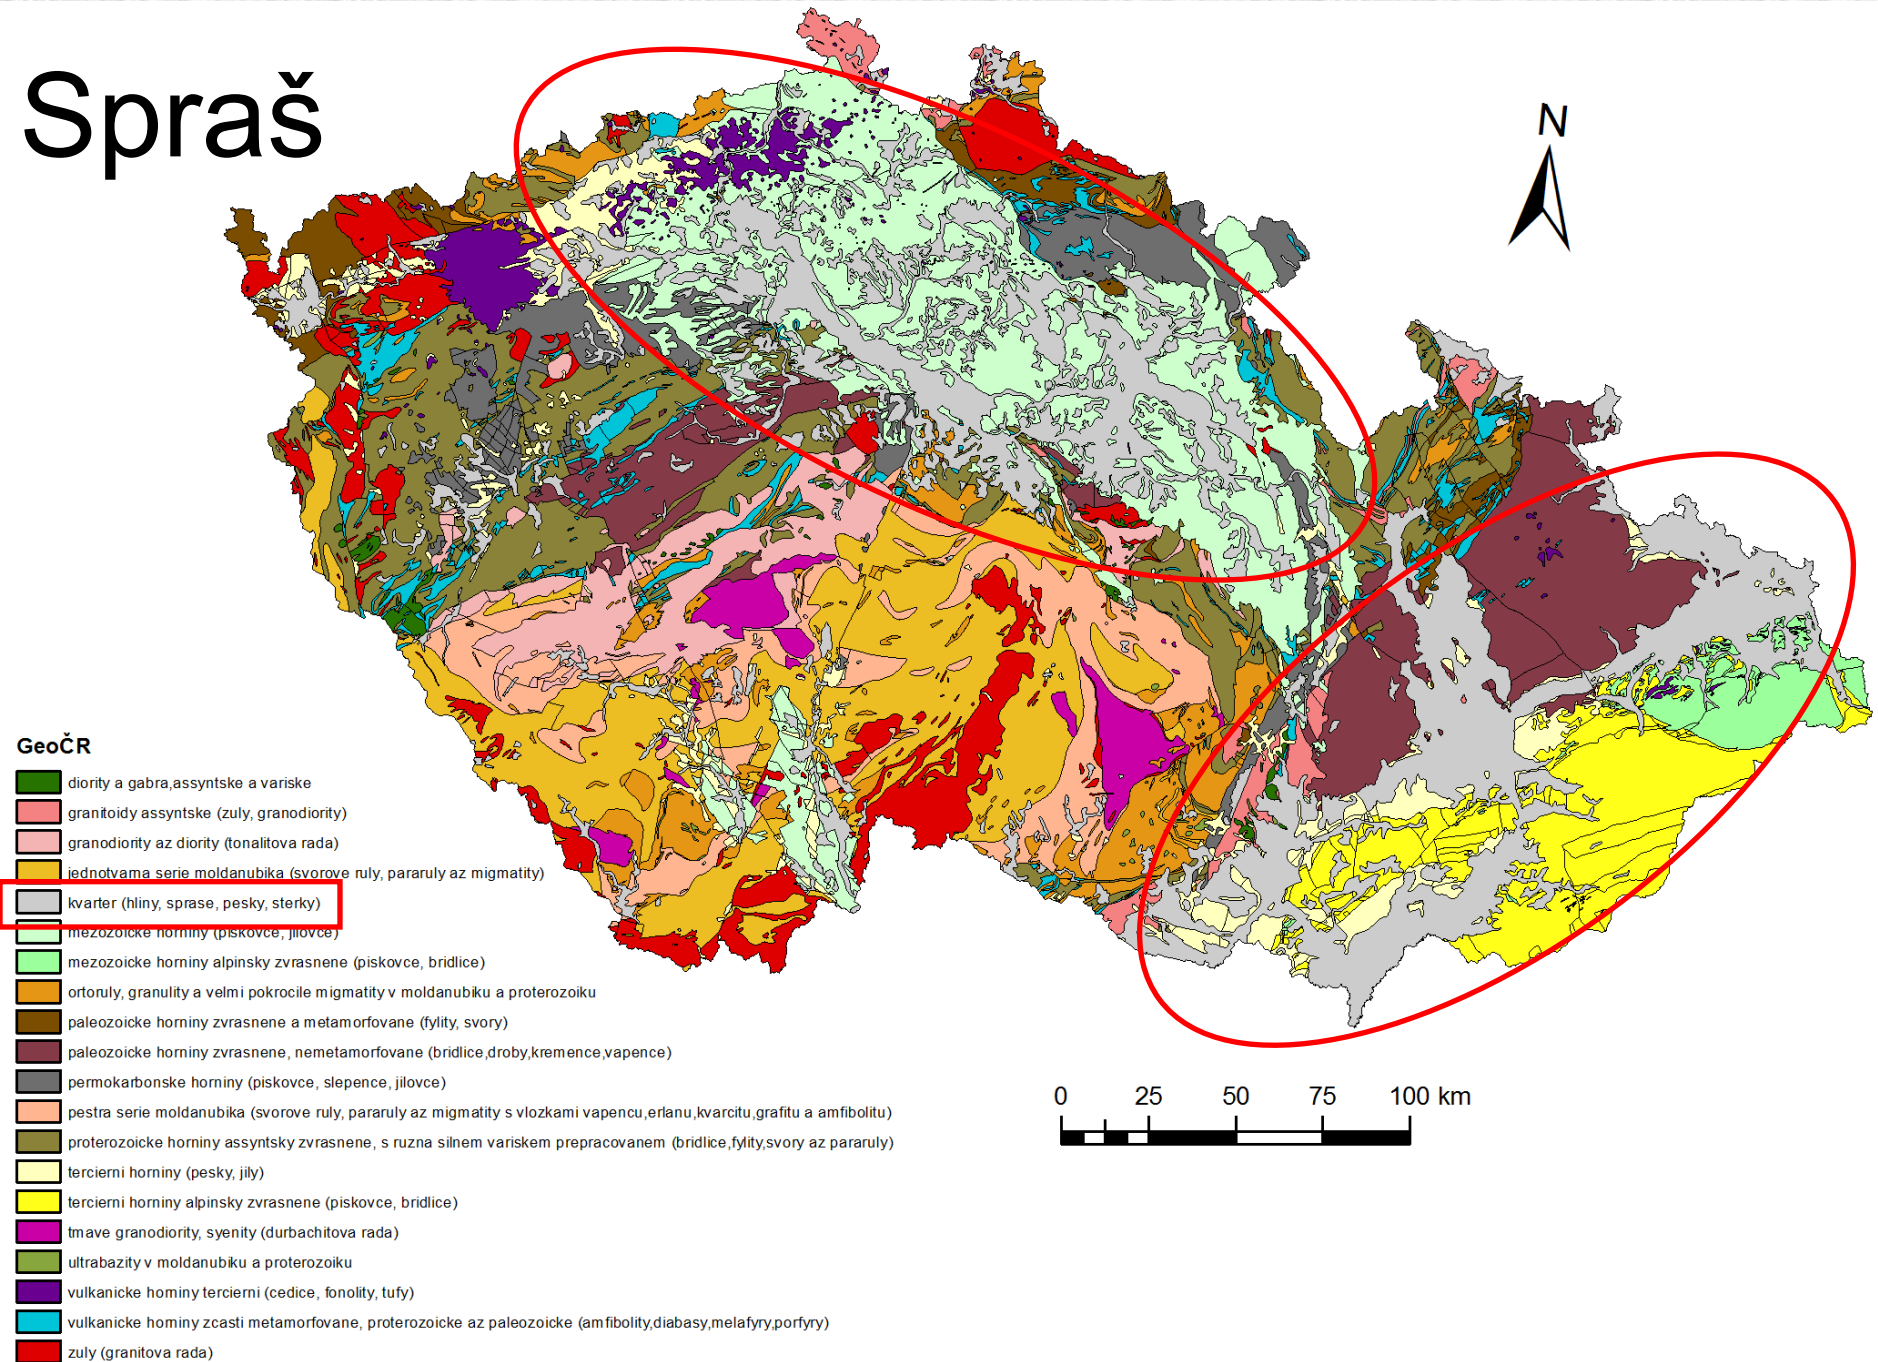 Spraš
N
GeoČR
diority a gabra,assyntske a variske
granitoidy assyntske (zuly, granodiority)
granodiority az diority (tonalitova rada)
jednotvarna serie moldanubika (svorove ruly, pararuly az migmatity)
kvarter (hliny, sprase, pesky, sterky)
mezozoicke horniny (piskovce, jilovce)
mezozoicke horniny alpinsky zvrasnene (piskovce, bridlice)
ortoruly, granulity a velmi pokrocile migmatity v moldanubiku a proterozoiku
paleozoicke horniny zvrasnene a metamorfovane (fylity, svory)
paleozoicke horniny zvrasnene, nemetamorfovane (bridlice,droby,kremence,vapence)
permokarbonske horniny (piskovce, slepence, jilovce)
pestra serie moldanubika (svorove ruly, pararuly az migmatity s vlozkami vapencu,erlanu,kvarcitu,grafitu a amfibolitu)
proterozoicke horniny assyntsky zvrasnene, s ruzna silnem variskem prepracovanem (bridlice,fylity,svory az pararuly)
tercierni horniny (pesky, jily)
tercierni horniny alpinsky zvrasnene (piskovce, bridlice)
tmave granodiority, syenity (durbachitova rada)
ultrabazity v moldanubiku a proterozoiku
vulkanicke horniny tercierni (cedice, fonolity, tufy)
vulkanicke horniny zcasti metamorfovane, proterozoicke az paleozoicke (amfibolity,diabasy,melafyry,porfyry)
zuly (granitova rada)
0 25 50 75 100 km